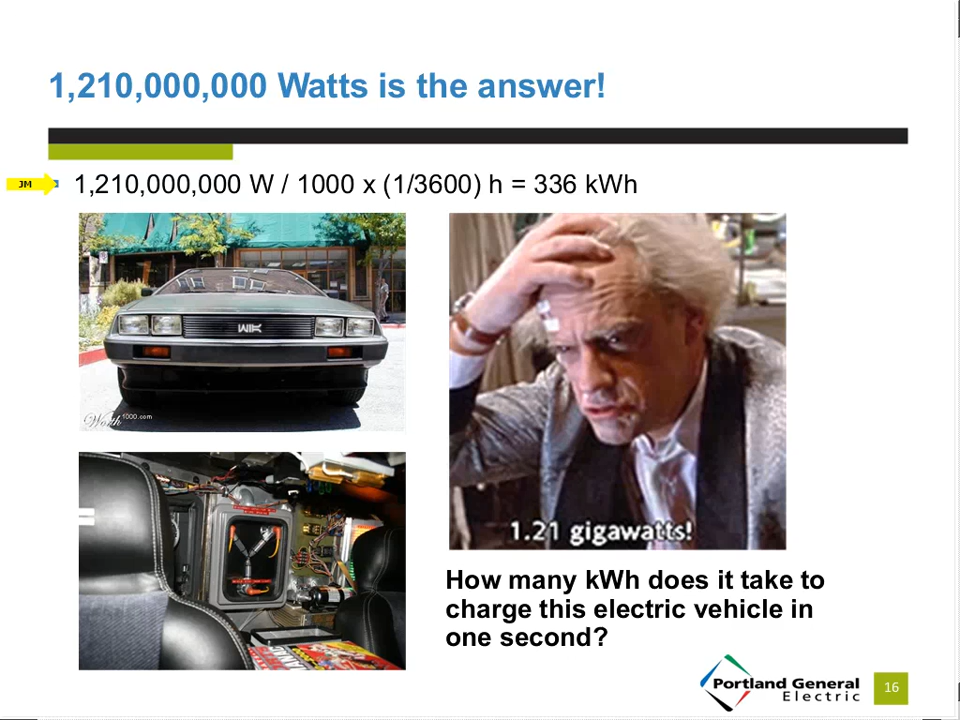 1,210,000,000 Watts is the answer!
JM
1,210,000,000 W / 1000 x (1/3600) h = 336 kWh
Worth1000.com
1.21 gigawatts!
How many kWh does it take to
charge this electric vehicle in
one second?
Portland General
Electric
16